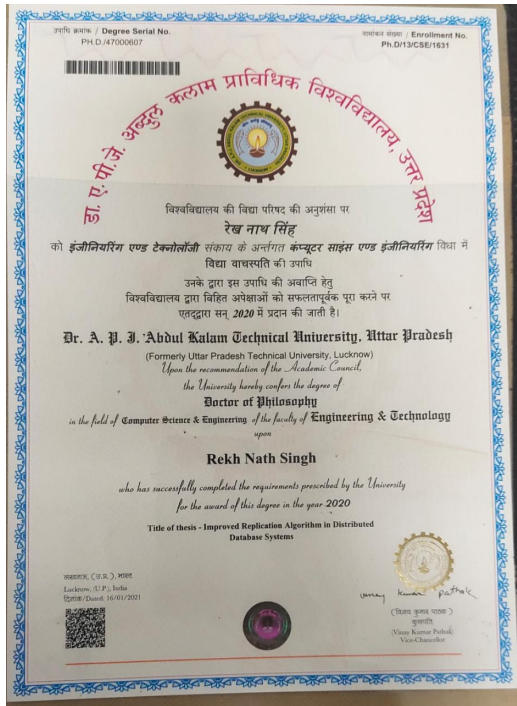 उपाधि क्रमांक / Degree Serial No.
PH.D./47000607
नामांकन संख्या / Enrollment No.
Ph.D/13/CSE/1631
डा. ए. पी.जे. अब्दुल कलाम प्राविधिक विश्वविद्यालय, उत्तर प्रदेश
विश्वविद्यालय की विद्या परिषद की अनुशंसा पर
रेख नाथ सिंह
को इंजीनियरिंग एण्ड टेक्नोलॉजी संकाय के अर्न्तगत कंप्यूटर साइंस एण्ड इंजीनियरिंग विधा में
विद्या वाचस्पति की उपाधि
उनके द्वारा इस उपाधि की अवाप्ति हेतु
विश्वविद्यालय द्वारा विहित अपेक्षाओं को सफलतापूर्वक पूरा करने पर
एतद्द्वारा सन् 2020 में प्रदान की जाती है।
Dr. A. P. J. Abdul Kalam Technical University, Uttar Pradesh
(Formerly Uttar Pradesh Technical University, Lucknow)
Upon the recommendation of the Academic Council,
the University hereby confers the degree of
Doctor of Philosophy
in the field of Computer Science & Engineering of the faculty of Engineering & Technology
upon
Rekh Nath Singh
who has successfully completed the requirements prescribed by the University
for the award of this degree in the year 2020
Title of thesis - Improved Replication Algorithm in Distributed
Database Systems
लखनऊ, (उ.प्र.), भारत
Lucknow, (U.P.), India
दिनांक/Dated: 16/01/2021
vinay kumar pathak
(विनय कुमार पाठक)
कुलपति
(Vinay Kumar Pathak)
Vice-Chancellor